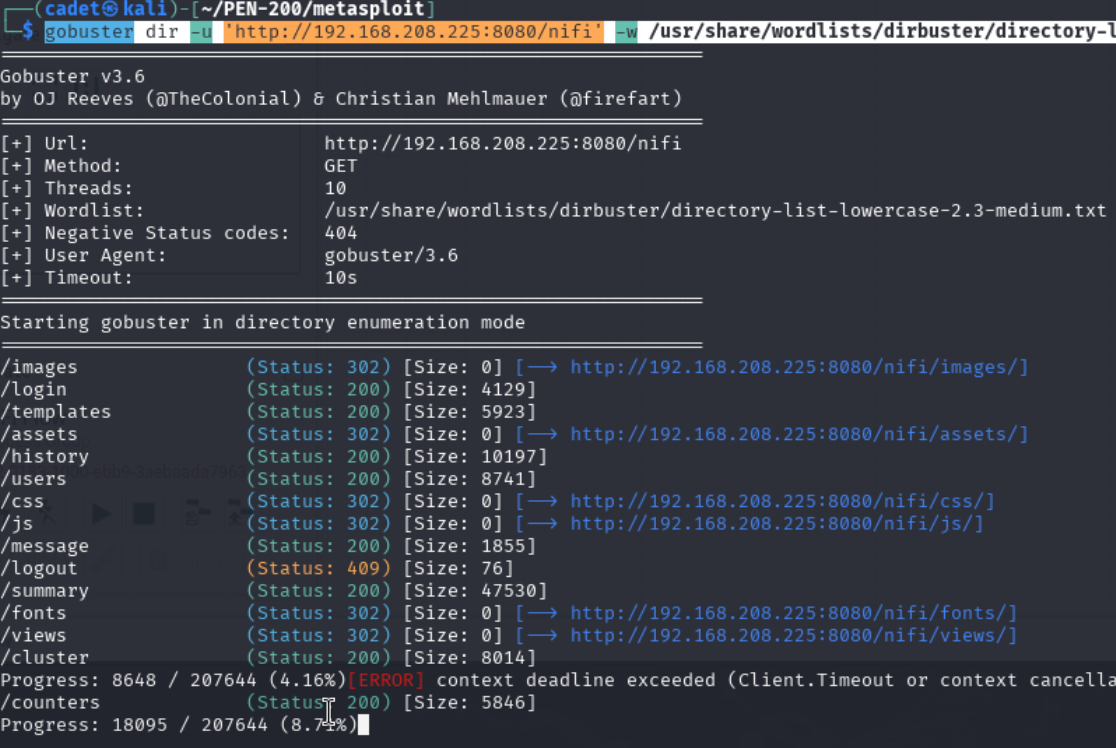 (cadet㉿kali)-[~/PEN-200/metasploit]
$ gobuster dir -u 'http://192.168.208.225:8080/nifi' -w /usr/share/wordlists/dirbuster/directory-l
Gobuster v3.6
by OJ Reeves (@TheColonial) & Christian Mehlmauer (@firefart)
[+] Url: http://192.168.208.225:8080/nifi
[+] Method: GET
[+] Threads: 10
[+] Wordlist: /usr/share/wordlists/dirbuster/directory-list-lowercase-2.3-medium.txt
[+] Negative Status codes: 404
[+] User Agent: gobuster/3.6
[+] Timeout: 10s
Starting gobuster in directory enumeration mode
/images (Status: 302) [Size: 0] [--> http://192.168.208.225:8080/nifi/images/]
/login (Status: 200) [Size: 4129]
/templates (Status: 200) [Size: 5923]
/assets (Status: 302) [Size: 0] [--> http://192.168.208.225:8080/nifi/assets/]
/history (Status: 200) [Size: 10197]
/users (Status: 200) [Size: 8741]
/css (Status: 302) [Size: 0] [--> http://192.168.208.225:8080/nifi/css/]
/js (Status: 302) [Size: 0] [--> http://192.168.208.225:8080/nifi/js/]
/message (Status: 200) [Size: 1855]
/logout (Status: 409) [Size: 76]
/summary (Status: 200) [Size: 47530]
/fonts (Status: 302) [Size: 0] [--> http://192.168.208.225:8080/nifi/fonts/]
/views (Status: 302) [Size: 0] [--> http://192.168.208.225:8080/nifi/views/]
/cluster (Status: 200) [Size: 8014]
Progress: 8648 / 207644 (4.16%)[ERROR] context deadline exceeded (Client.Timeout or context cancella
/counters (Status: 200) [Size: 5846]
Progress: 18095 / 207644 (8.71%)